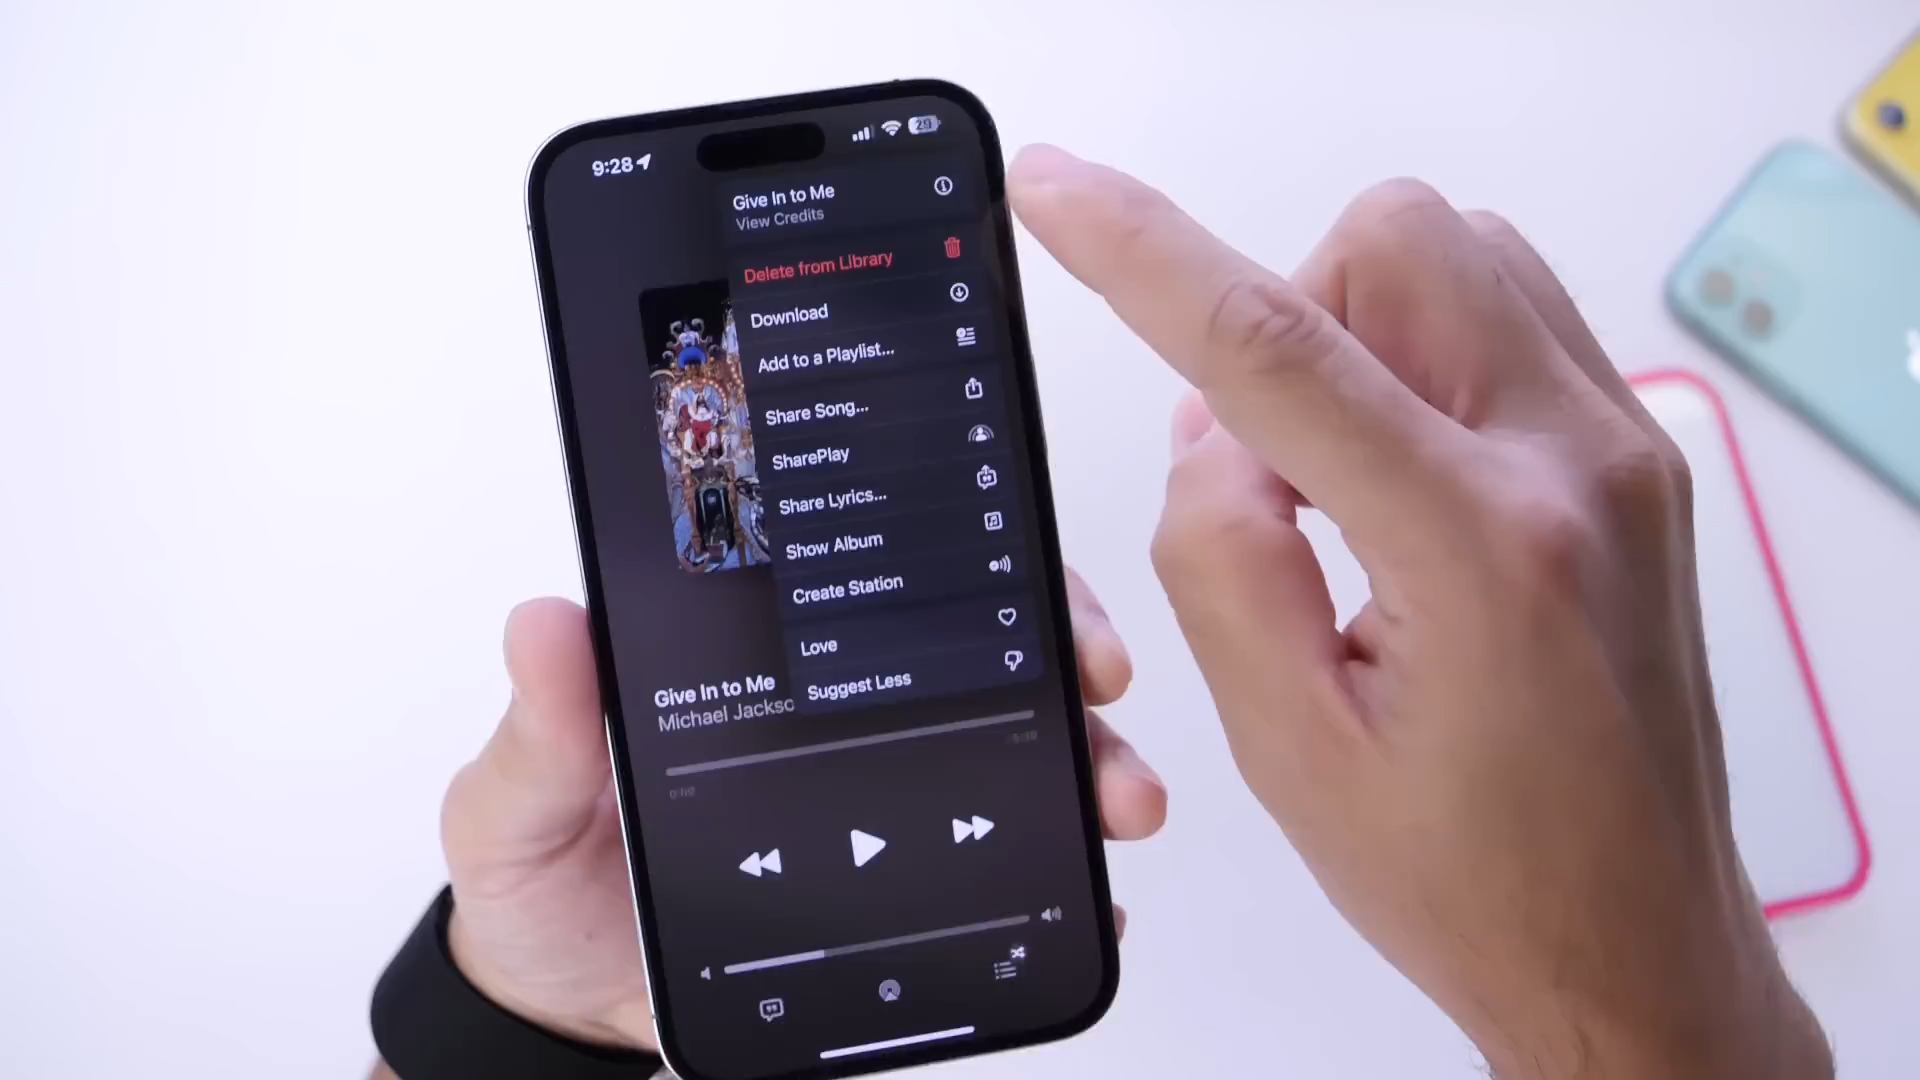 9:28
29
Give In to Me
View Credits
Delete from Library
Download
Add to a Playlist...
Share Song...
SharePlay
Share Lyrics...
Show Album
Create Station
Love
Suggest Less
Give In to Me
Michael Jackso